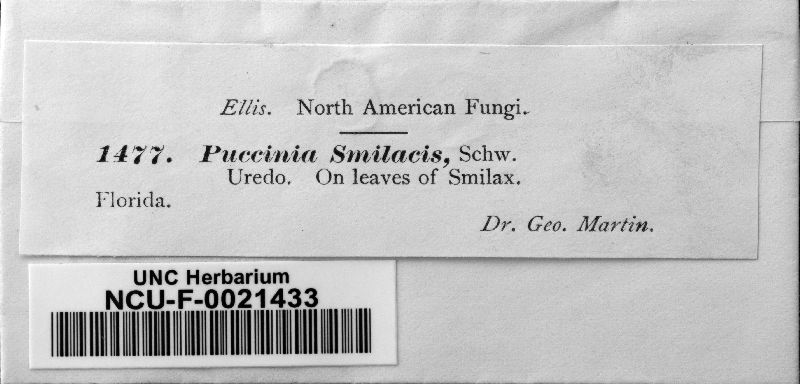 Ellis. North American Fungi.
1477. Puccinia Smilacis, Schw.
Uredo. On leaves of Smilax.
Florida.
Dr. Geo. Martin.
UNC Herbarium
NCU-F-0021433